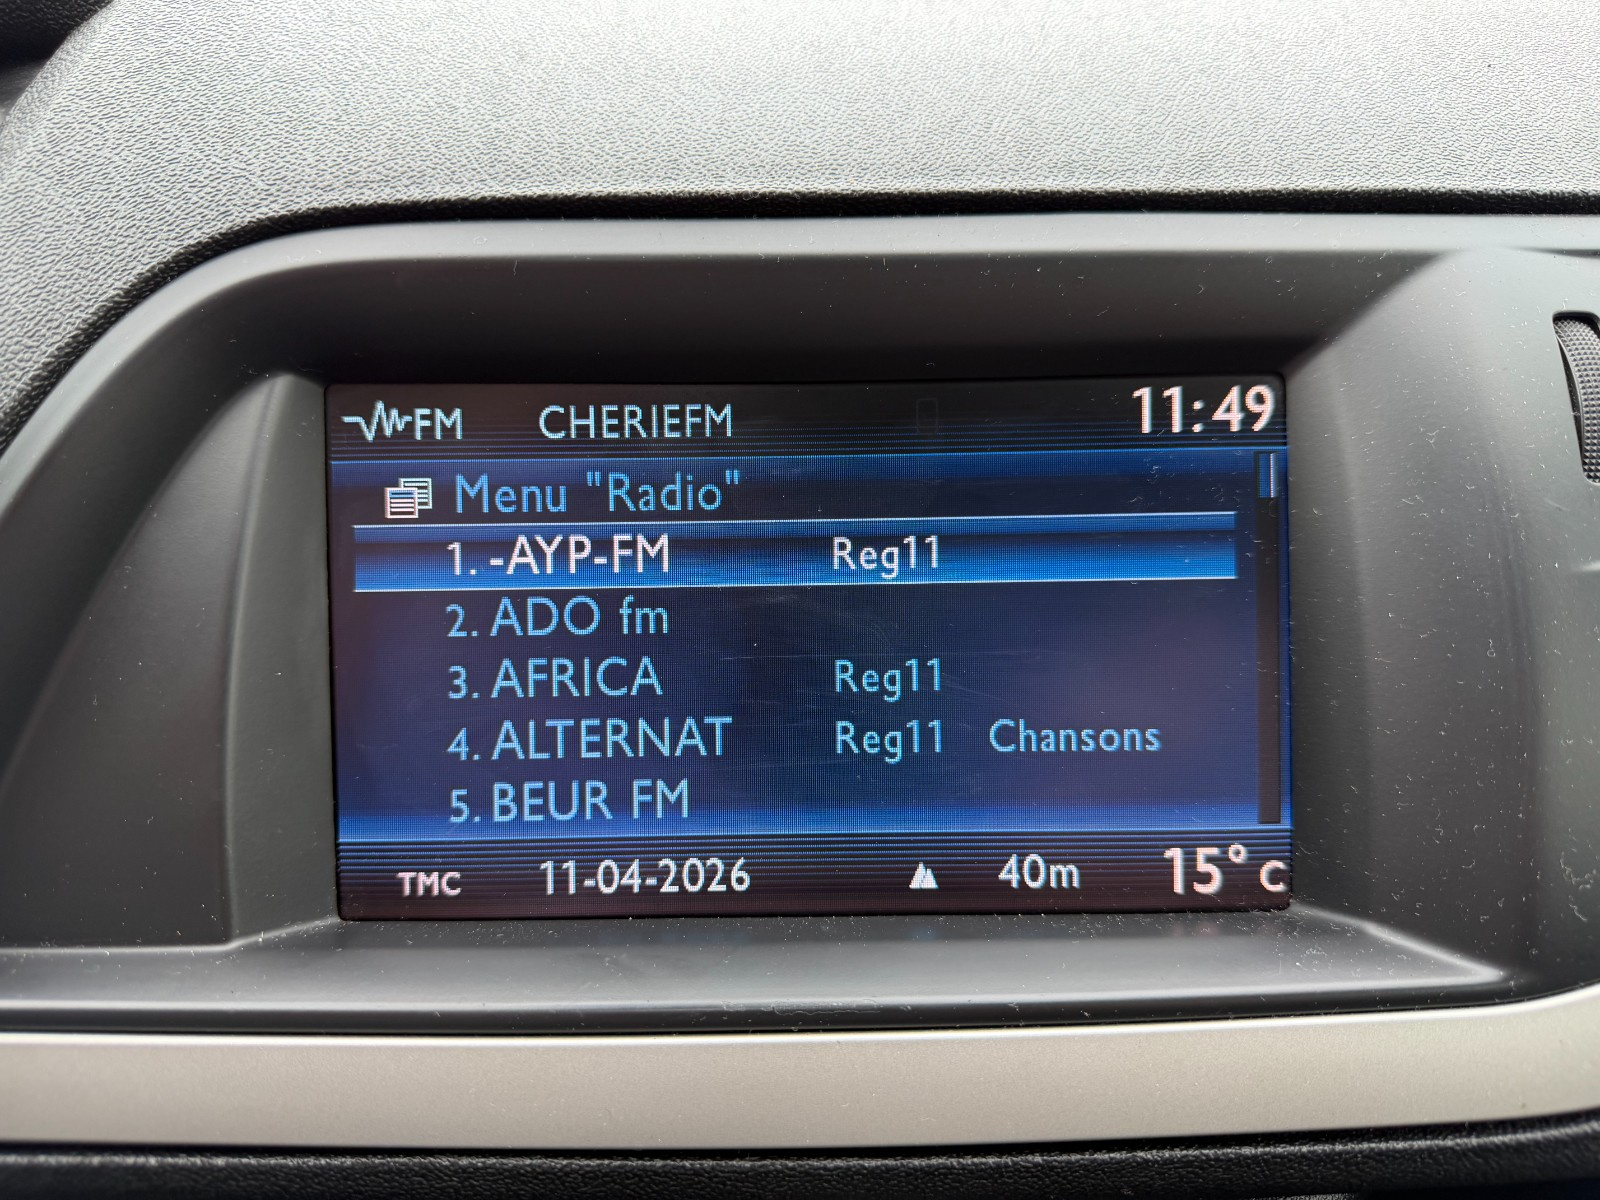 FM CHERIEFM 11:49
Menu "Radio"
1. -AYP-FM Reg11
2. ADO fm
3. AFRICA Reg11
4. ALTERNAT Reg11 Chansons
5. BEUR FM
TMC 11-04-2026 40m 15° C